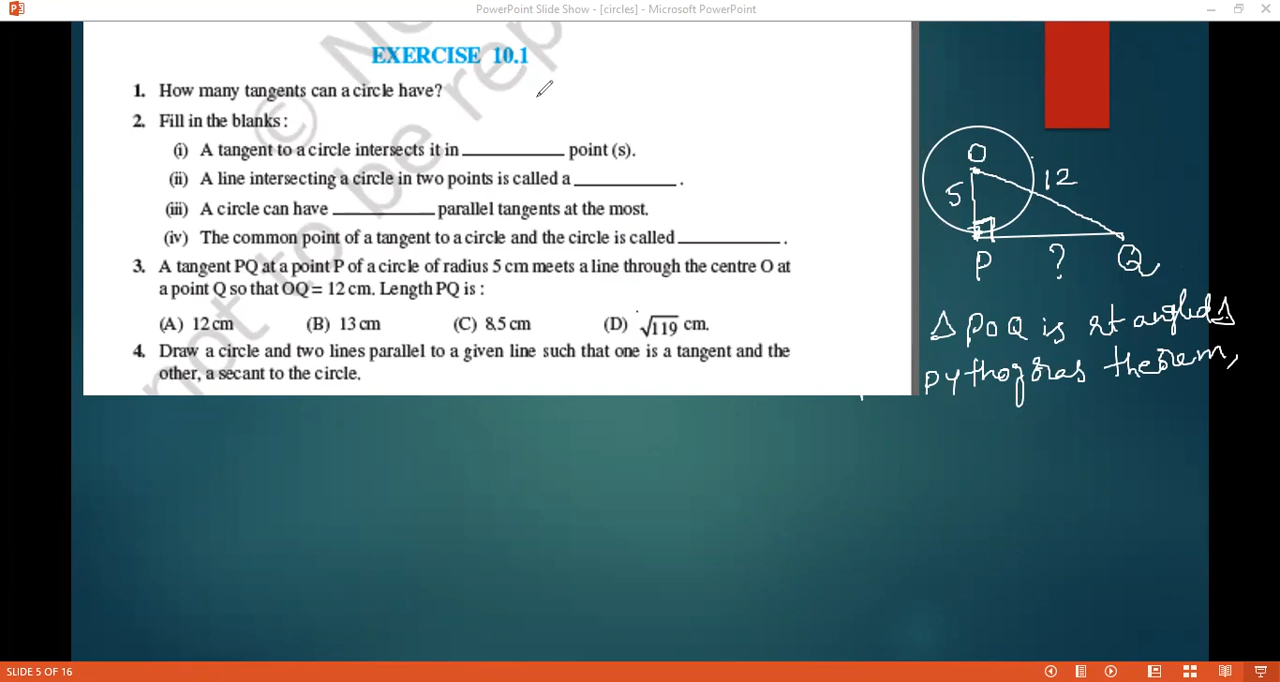 PowerPoint Slide Show - [circles] - Microsoft PowerPoint
EXERCISE 10.1
1. How many tangents can a circle have?
2. Fill in the blanks :
(i) A tangent to a circle intersects it in __________ point (s).
(ii) A line intersecting a circle in two points is called a __________ .
(iii) A circle can have __________ parallel tangents at the most.
(iv) The common point of a tangent to a circle and the circle is called __________ .
3. A tangent PQ at a point P of a circle of radius 5 cm meets a line through the centre O at
a point Q so that OQ = 12 cm. Length PQ is :
(A) 12 cm (B) 13 cm (C) 8.5 cm (D) √119 cm.
4. Draw a circle and two lines parallel to a given line such that one is a tangent and the
other, a secant to the circle.
© N
not to be rep
O
5 12
P ? Q
Δ POQ is rt angled Δ
pythogoras theorem,
SLIDE 5 OF 16